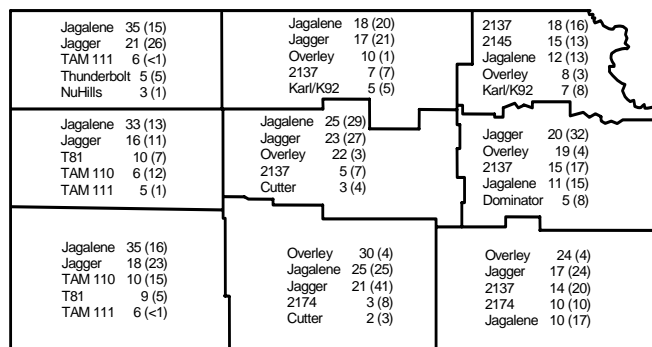 Jagalene 35 (15)
Jagger 21 (26)
TAM 111 6 (<1)
Thunderbolt 5 (5)
NuHills 3 (1)
Jagalene 18 (20)
Jagger 17 (21)
Overley 10 (1)
2137 7 (7)
Karl/K92 5 (5)
2137 18 (16)
2145 15 (13)
Jagalene 12 (13)
Overley 8 (3)
Karl/K92 7 (8)
Jagalene 33 (13)
Jagger 16 (11)
T81 10 (7)
TAM 110 6 (12)
TAM 111 5 (1)
Jagalene 25 (29)
Jagger 23 (27)
Overley 22 (3)
2137 5 (7)
Cutter 3 (4)
Jagger 20 (32)
Overley 19 (4)
2137 15 (17)
Jagalene 11 (15)
Dominator 5 (8)
Jagalene 35 (16)
Jagger 18 (23)
TAM 110 10 (15)
T81 9 (5)
TAM 111 6 (<1)
Overley 30 (4)
Jagalene 25 (25)
Jagger 21 (41)
2174 3 (8)
Cutter 2 (3)
Overley 24 (4)
Jagger 17 (24)
2137 14 (20)
2174 10 (10)
Jagalene 10 (17)